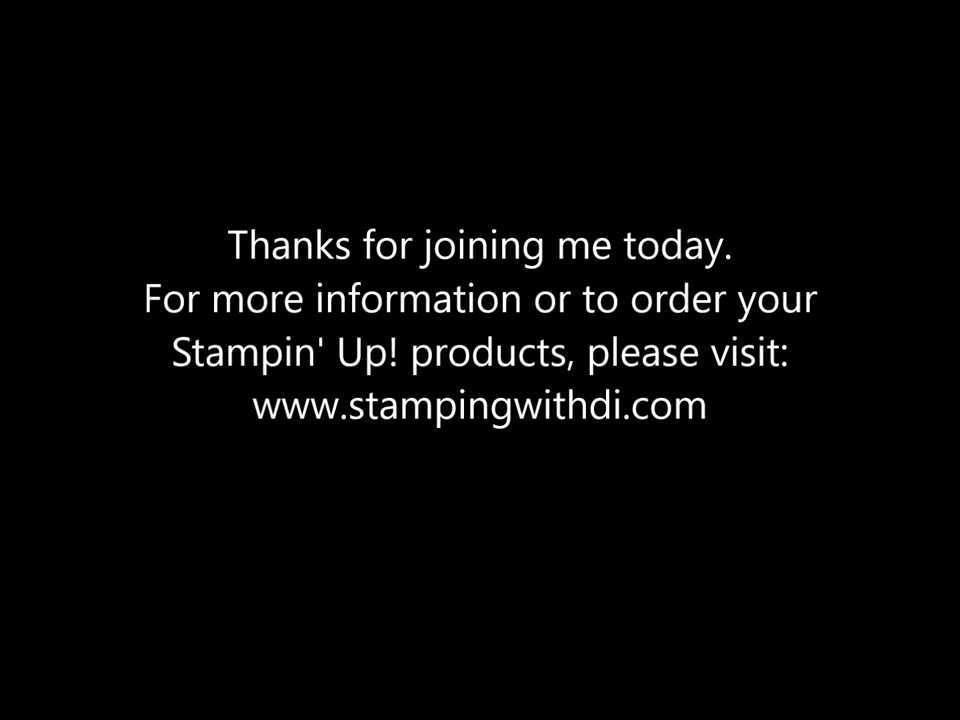 Thanks for joining me today.
For more information or to order your
Stampin' Up! products, please visit:
www.stampingwithdi.com